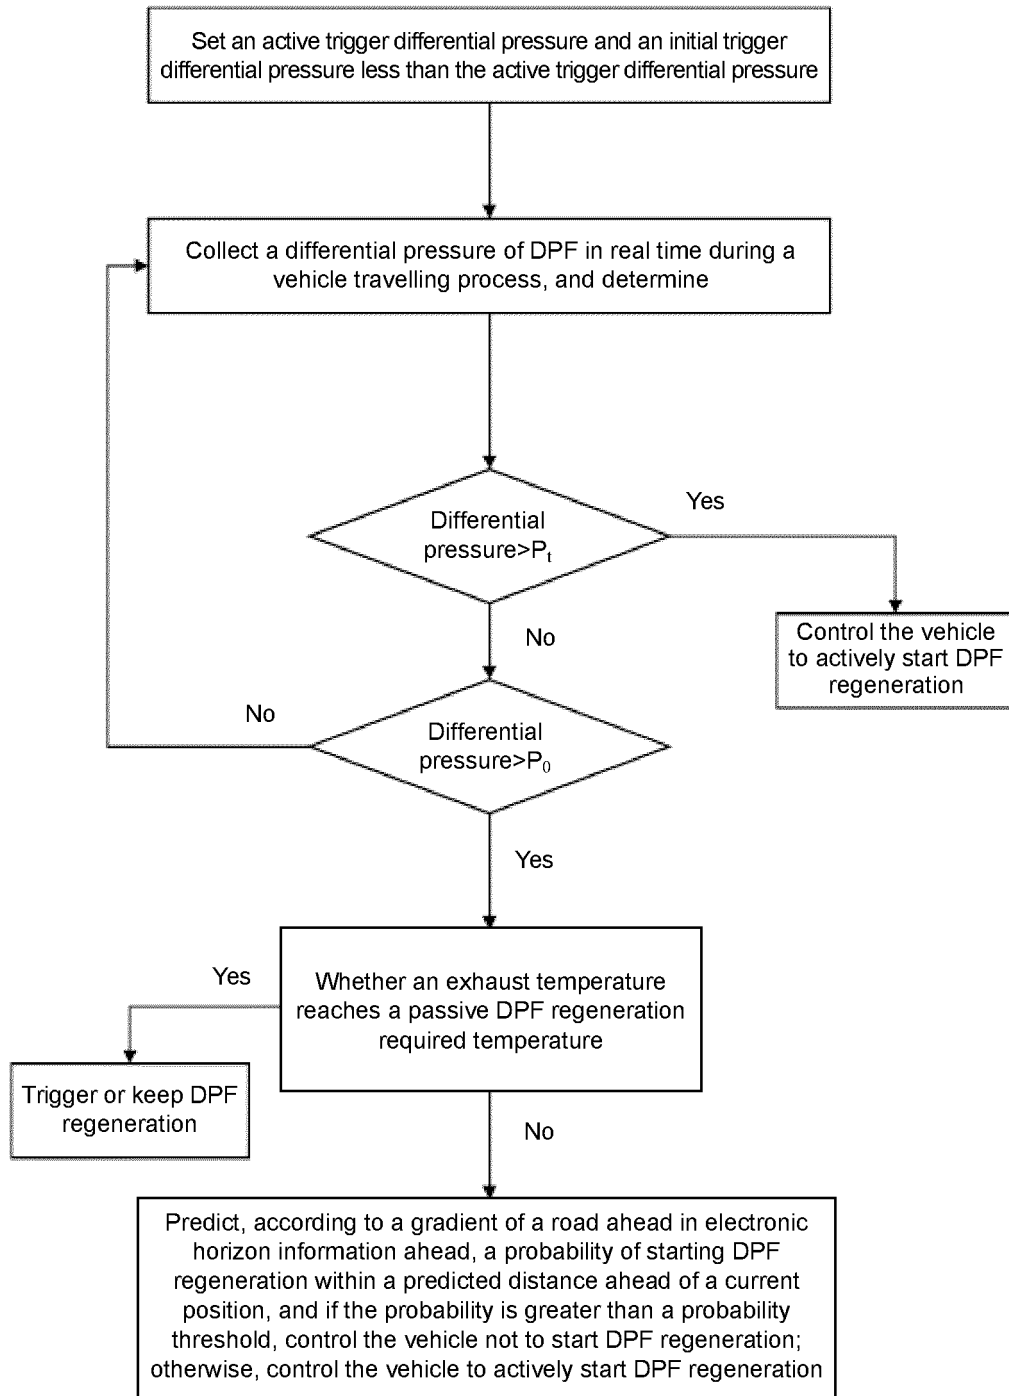 Set an active trigger differential pressure and an initial trigger
differential pressure less than the active trigger differential pressure
Collect a differential pressure of DPF in real time during a
vehicle travelling process, and determine
Differential
pressure>Pt
Yes
No
Control the vehicle
to actively start DPF
regeneration
Differential
pressure>P0
No
Yes
Whether an exhaust temperature
reaches a passive DPF regeneration
required temperature
Yes
Trigger or keep DPF
regeneration
No
Predict, according to a gradient of a road ahead in electronic
horizon information ahead, a probability of starting DPF
regeneration within a predicted distance ahead of a current
position, and if the probability is greater than a probability
threshold, control the vehicle not to start DPF regeneration;
otherwise, control the vehicle to actively start DPF regeneration